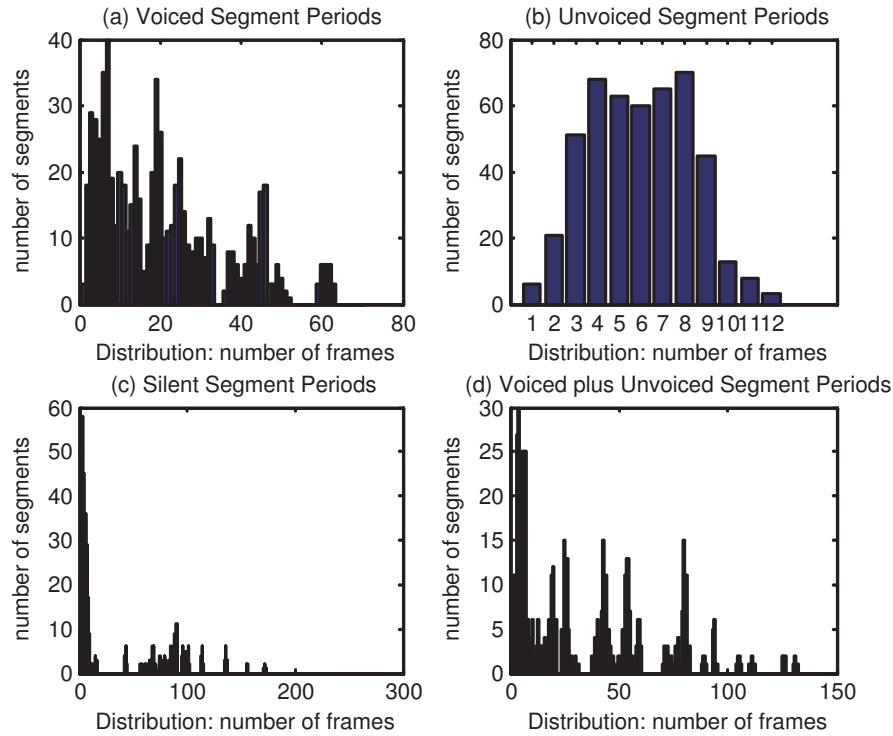 (a) Voiced Segment Periods
40
30
20
10
0
number of segments
0 20 40 60 80
Distribution: number of frames
(b) Unvoiced Segment Periods
80
60
40
20
0
number of segments
1 2 3 4 5 6 7 8 9 10 11 12
Distribution: number of frames
(c) Silent Segment Periods
60
50
40
30
20
10
0
number of segments
0 100 200 300
Distribution: number of frames
(d) Voiced plus Unvoiced Segment Periods
30
25
20
15
10
5
0
number of segments
0 50 100 150
Distribution: number of frames